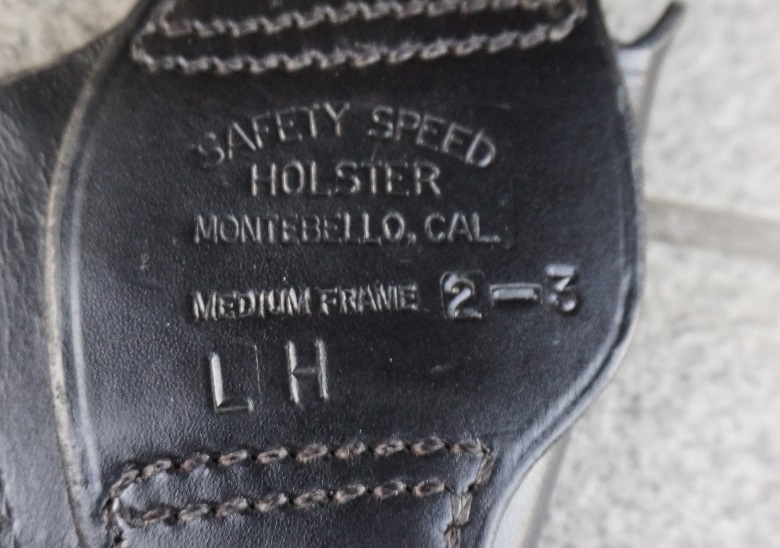 SAFETY SPEED
HOLSTER
MONTEBELLO, CAL.
MEDIUM FRAME 2-3
LH